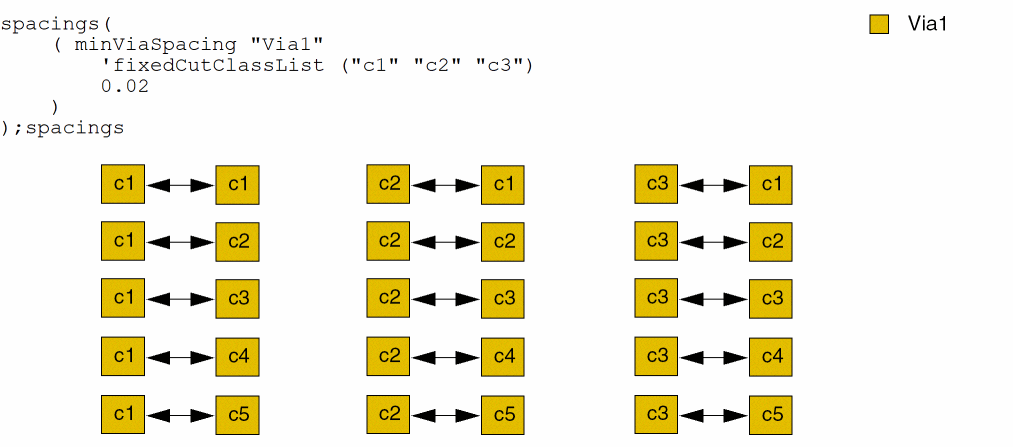 spacings(
    ( minViaSpacing "Via1"
        'fixedCutClassList ("c1" "c2" "c3")
        0.02
    )
);spacings
Via1
c1 c1 c2 c1 c3 c1
c1 c2 c2 c2 c3 c2
c1 c3 c2 c3 c3 c3
c1 c4 c2 c4 c3 c4
c1 c5 c2 c5 c3 c5